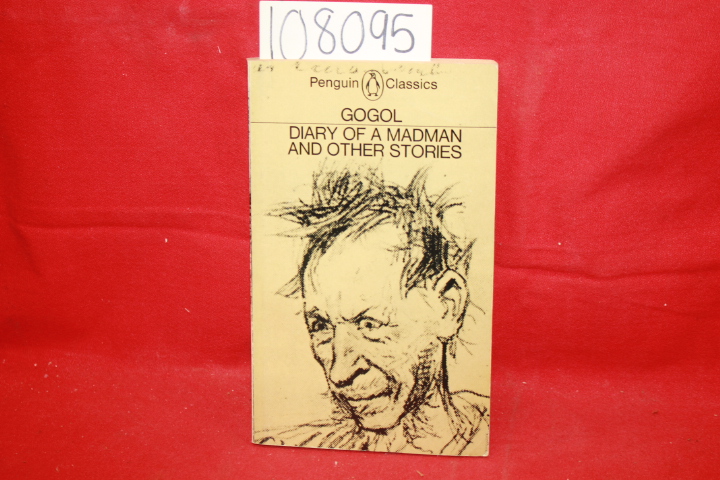 108095
Penguin Classics
GOGOL
DIARY OF A MADMAN
AND OTHER STORIES